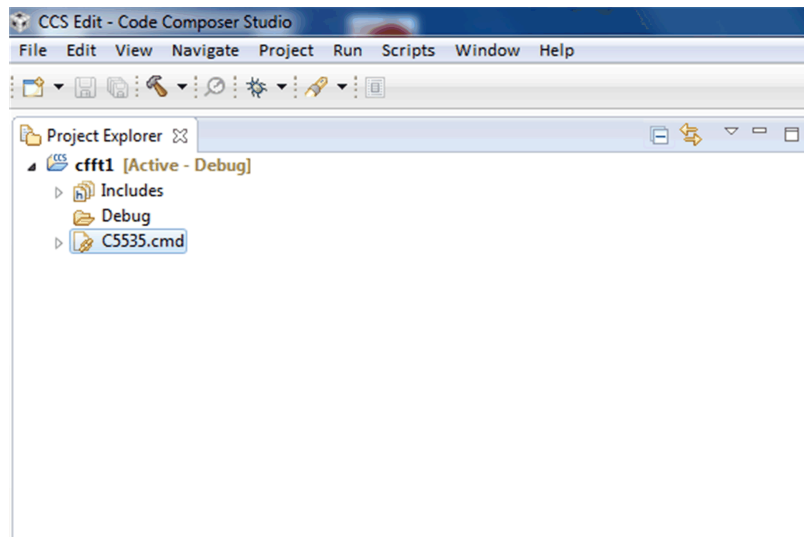 CCS Edit - Code Composer Studio
File Edit View Navigate Project Run Scripts Window Help
Project Explorer
CCS cfft1 [Active - Debug]
h Includes
Debug
C5535.cmd